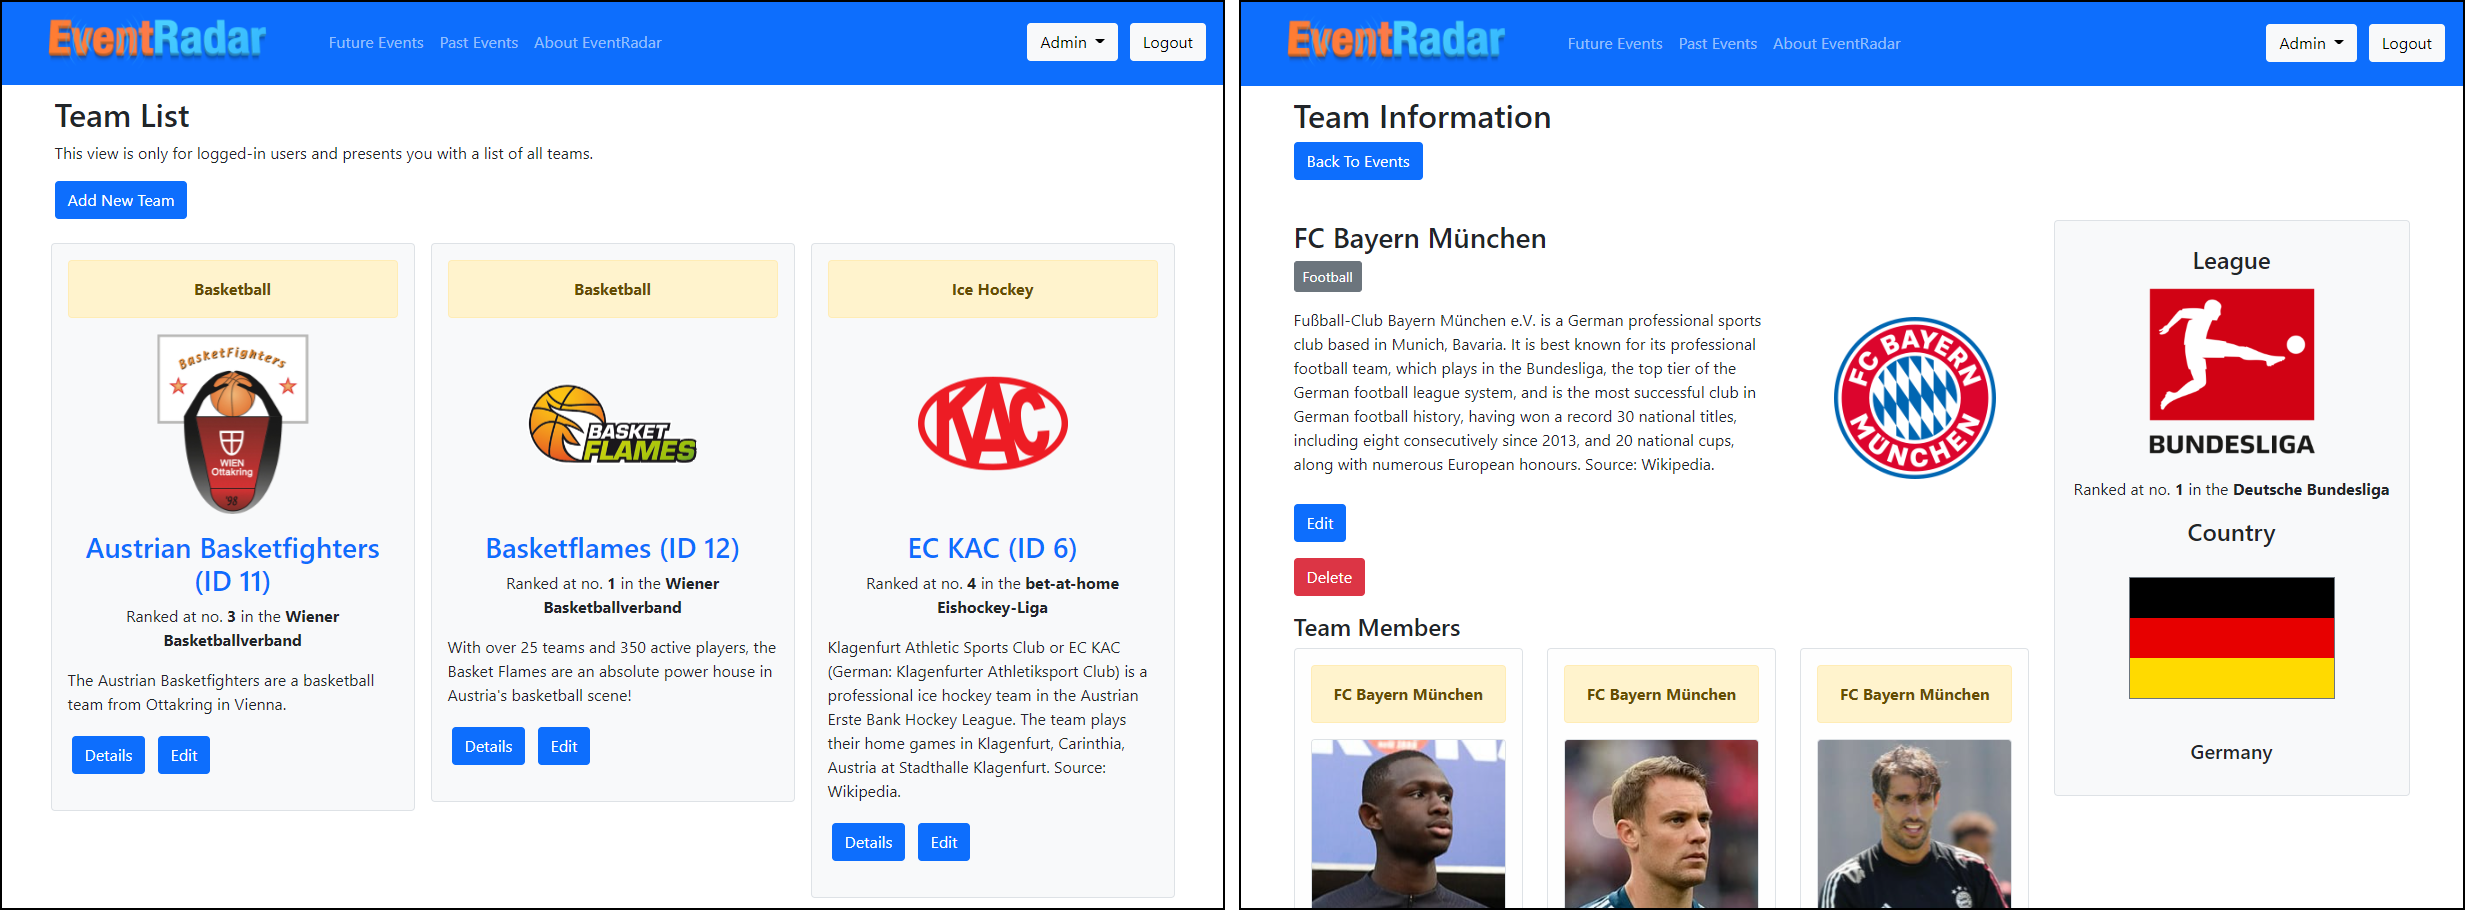 EventRadar
Future Events
Past Events
About EventRadar
Admin
Logout
Team List
This view is only for logged-in users and presents you with a list of all teams.
Add New Team
Basketball
BasketFighters
WIEN
Ottakring
'98
Austrian Basketfighters
(ID 11)
Ranked at no. 3 in the Wiener
Basketballverband
The Austrian Basketfighters are a basketball
team from Ottakring in Vienna.
Details
Edit
Basketball
BASKET
FLAMES
Basketflames (ID 12)
Ranked at no. 1 in the Wiener
Basketballverband
With over 25 teams and 350 active players, the
Basket Flames are an absolute power house in
Austria's basketball scene!
Details
Edit
Ice Hockey
KAC
EC KAC (ID 6)
Ranked at no. 4 in the bet-at-home
Eishockey-Liga
Klagenfurt Athletic Sports Club or EC KAC
(German: Klagenfurter Athletiksport Club) is a
professional ice hockey team in the Austrian
Erste Bank Hockey League. The team plays
their home games in Klagenfurt, Carinthia,
Austria at Stadthalle Klagenfurt. Source:
Wikipedia.
Details
Edit
EventRadar
Future Events
Past Events
About EventRadar
Admin
Logout
Team Information
Back To Events
FC Bayern München
Football
Fußball-Club Bayern München e.V. is a German professional sports
club based in Munich, Bavaria. It is best known for its professional
football team, which plays in the Bundesliga, the top tier of the
German football league system, and is the most successful club in
German football history, having won a record 30 national titles,
including eight consecutively since 2013, and 20 national cups,
along with numerous European honours. Source: Wikipedia.
FC BAYERN
MÜNCHEN
Edit
Delete
Team Members
FC Bayern München
FC Bayern München
FC Bayern München
League
BUNDESLIGA
Ranked at no. 1 in the Deutsche Bundesliga
Country
Germany